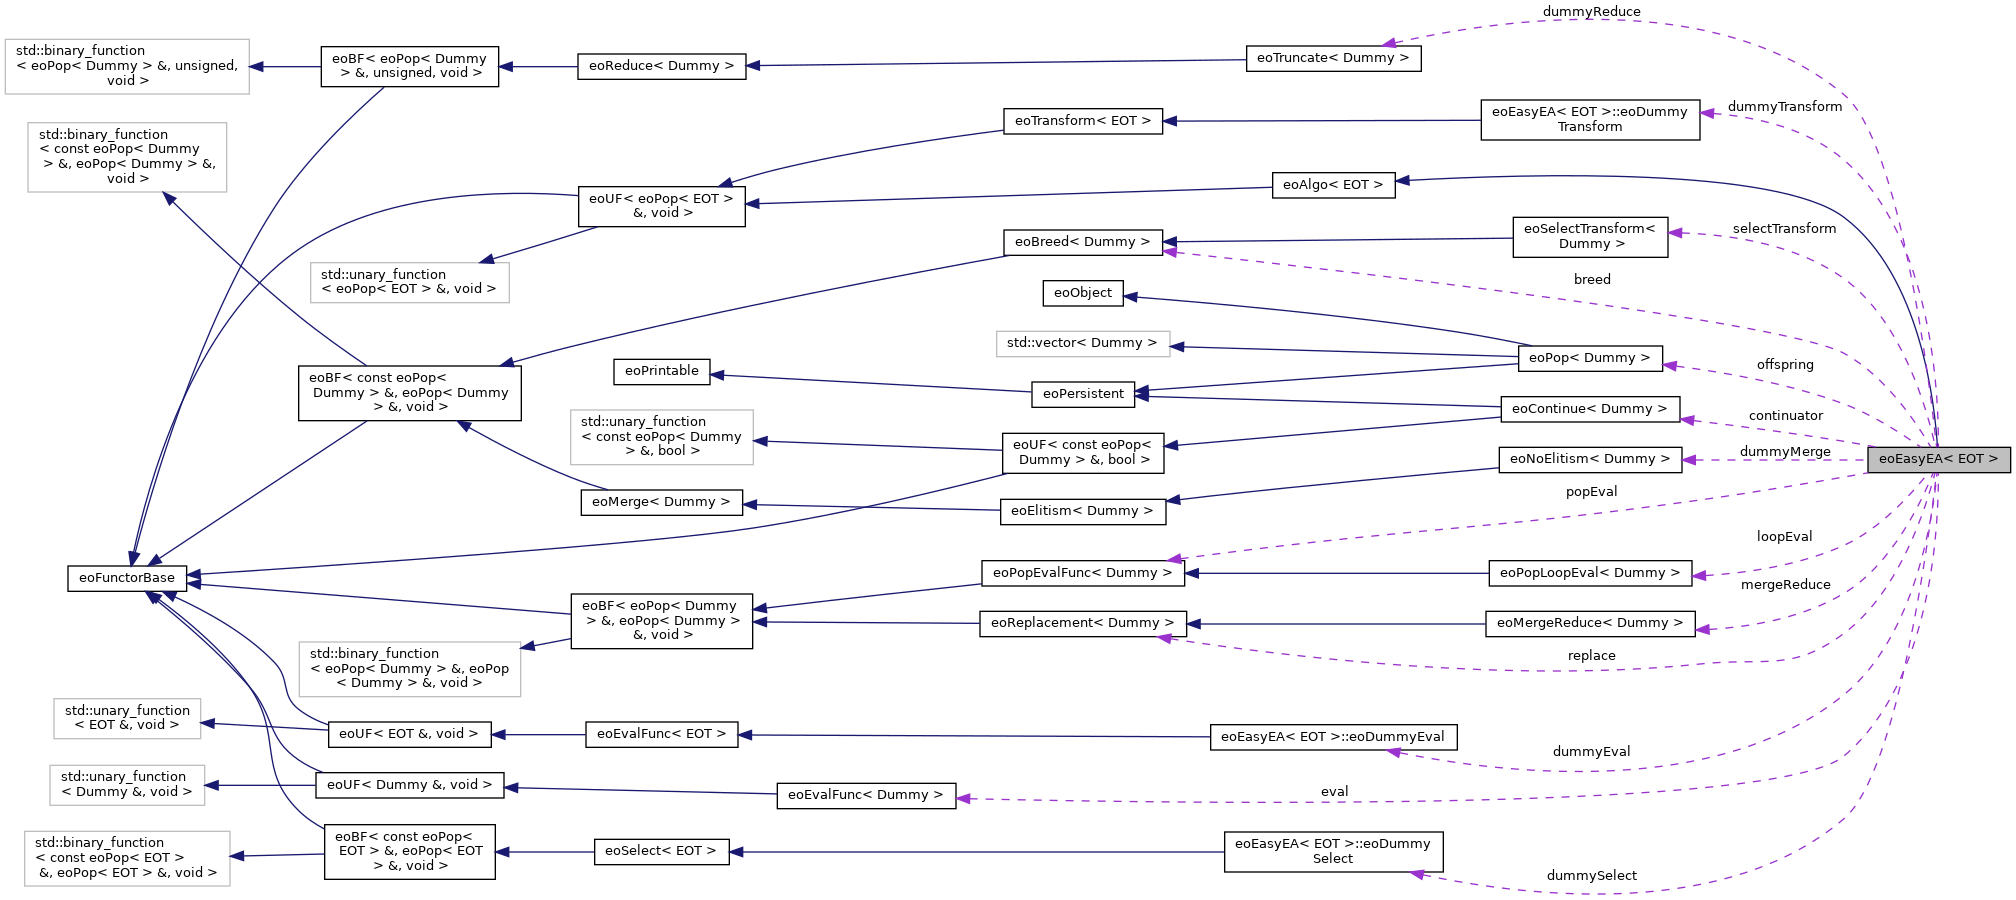 dummyReduce
std::binary_function
< eoPop< Dummy > &, unsigned,
void >
eoBF< eoPop< Dummy
> &, unsigned, void >
eoReduce< Dummy >
eoTruncate< Dummy >
dummyTransform
eoTransform< EOT >
eoEasyEA< EOT >::eoDummy
Transform
std::binary_function
< const eoPop< Dummy
> &, eoPop< Dummy > &,
void >
eoUF< eoPop< EOT >
&, void >
eoAlgo< EOT >
eoBreed< Dummy >
eoSelectTransform<
Dummy >
selectTransform
std::unary_function
< eoPop< EOT > &, void >
breed
eoObject
std::vector< Dummy >
eoPop< Dummy >
offspring
eoPrintable
eoPersistent
eoBF< const eoPop<
Dummy > &, eoPop< Dummy
> &, void >
eoContinue< Dummy >
continuator
std::unary_function
< const eoPop< Dummy
> &, bool >
eoUF< const eoPop<
Dummy > &, bool >
eoNoElitism< Dummy >
dummyMerge
eoEasyEA< EOT >
popEval
eoMerge< Dummy >
eoElitism< Dummy >
loopEval
eoFunctorBase
eoPopEvalFunc< Dummy >
eoPopLoopEval< Dummy >
mergeReduce
eoBF< eoPop< Dummy
> &, eoPop< Dummy >
&, void >
eoReplacement< Dummy >
eoMergeReduce< Dummy >
replace
std::binary_function
< eoPop< Dummy > &, eoPop
< Dummy > &, void >
std::unary_function
< EOT &, void >
eoUF< EOT &, void >
eoEvalFunc< EOT >
eoEasyEA< EOT >::eoDummyEval
dummyEval
std::unary_function
< Dummy &, void >
eoUF< Dummy &, void >
eoEvalFunc< Dummy >
eval
std::binary_function
< const eoPop< EOT >
&, eoPop< EOT > &, void >
eoBF< const eoPop<
EOT > &, eoPop< EOT
> &, void >
eoSelect< EOT >
eoEasyEA< EOT >::eoDummy
Select
dummySelect